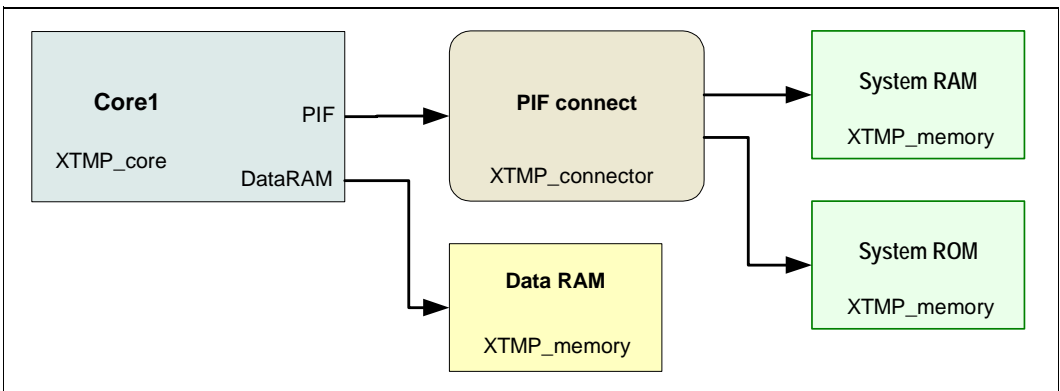 Core1
PIF
XTMP_core
DataRAM
PIF connect
XTMP_connector
Data RAM
XTMP_memory
System RAM
XTMP_memory
System ROM
XTMP_memory